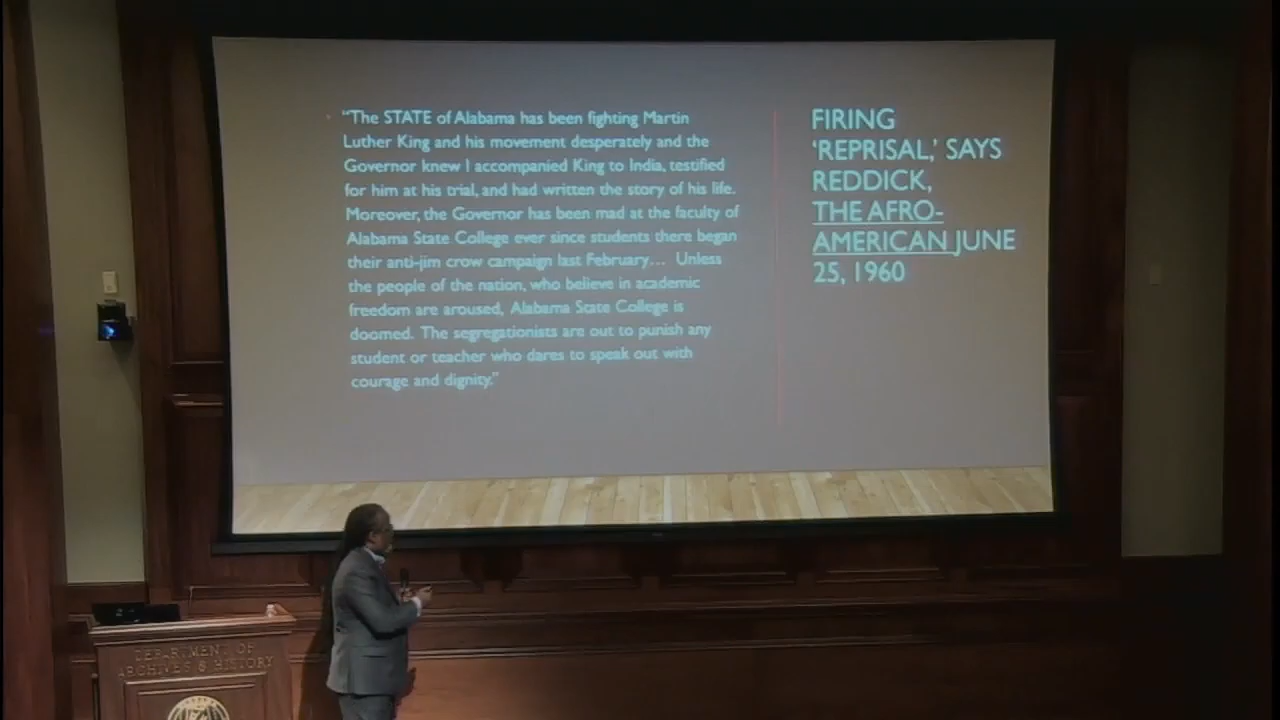 “The STATE of Alabama has been fighting Martin
Luther King and his movement desperately and the
Governor knew I accompanied King to India, testified
for him at his trial, and had written the story of his life.
Moreover, the Governor has been mad at the faculty of
Alabama State College ever since students there began
their anti-jim crow campaign last February… Unless
the people of the nation, who believe in academic
freedom are aroused, Alabama State College is
doomed. The segregationists are out to punish any
student or teacher who dares to speak out with
courage and dignity.”
FIRING
‘REPRISAL,’ SAYS
REDDICK,
THE AFRO-
AMERICAN JUNE
25, 1960
DEPARTMENT OF
ARCHIVES & HISTORY